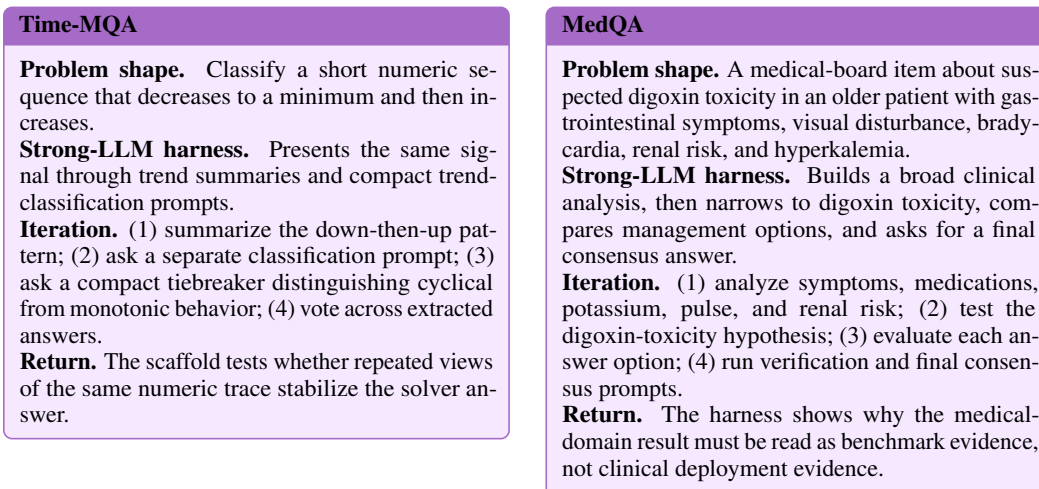 Time-MQA
Problem shape. Classify a short numeric se-
quence that decreases to a minimum and then in-
creases.
Strong-LLM harness. Presents the same sig-
nal through trend summaries and compact trend-
classification prompts.
Iteration. (1) summarize the down-then-up pat-
tern; (2) ask a separate classification prompt; (3)
ask a compact tiebreaker distinguishing cyclical
from monotonic behavior; (4) vote across extracted
answers.
Return. The scaffold tests whether repeated views
of the same numeric trace stabilize the solver an-
swer.
MedQA
Problem shape. A medical-board item about sus-
pected digoxin toxicity in an older patient with gas-
trointestinal symptoms, visual disturbance, brady-
cardia, renal risk, and hyperkalemia.
Strong-LLM harness. Builds a broad clinical
analysis, then narrows to digoxin toxicity, com-
pares management options, and asks for a final
consensus answer.
Iteration. (1) analyze symptoms, medications,
potassium, pulse, and renal risk; (2) test the
digoxin-toxicity hypothesis; (3) evaluate each an-
swer option; (4) run verification and final consen-
sus prompts.
Return. The harness shows why the medical-
domain result must be read as benchmark evidence,
not clinical deployment evidence.